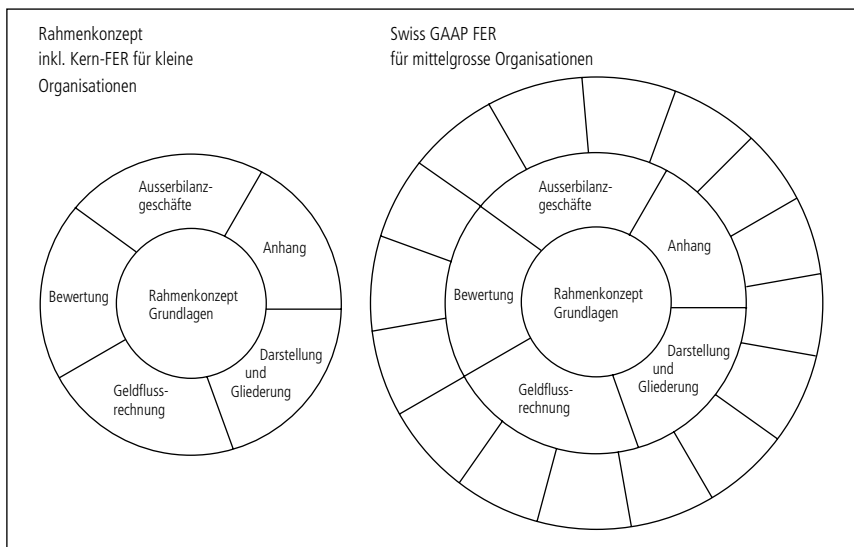 Rahmenkonzept
inkl. Kern-FER für kleine
Organisationen
Ausserbilanz-
geschäfte
Anhang
Bewertung
Rahmenkonzept
Grundlagen
Darstellung
und
Gliederung
Geldfluss-
rechnung
Swiss GAAP FER
für mittelgrosse Organisationen
Ausserbilanz-
geschäfte
Anhang
Bewertung
Rahmenkonzept
Grundlagen
Darstellung
und
Gliederung
Geldfluss-
rechnung